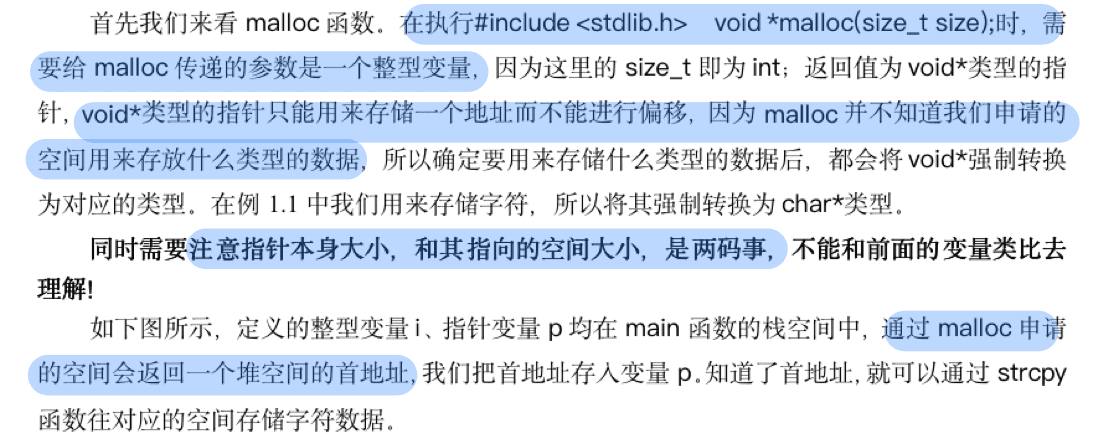 首先我们来看 malloc 函数。在执行#include <stdlib.h> void *malloc(size_t size);时，需
要给 malloc 传递的参数是一个整型变量，因为这里的 size_t 即为 int；返回值为 void*类型的指
针，void*类型的指针只能用来存储一个地址而不能进行偏移，因为 malloc 并不知道我们申请的
空间用来存放什么类型的数据，所以确定要用来存储什么类型的数据后，都会将 void*强制转换
为对应的类型。在例 1.1 中我们用来存储字符，所以将其强制转换为 char*类型。
同时需要注意指针本身大小，和其指向的空间大小，是两码事，不能和前面的变量类比去
理解!
如下图所示，定义的整型变量 i、指针变量 p 均在 main 函数的栈空间中，通过 malloc 申请
的空间会返回一个堆空间的首地址，我们把首地址存入变量 p。知道了首地址，就可以通过 strcpy
函数往对应的空间存储字符数据。